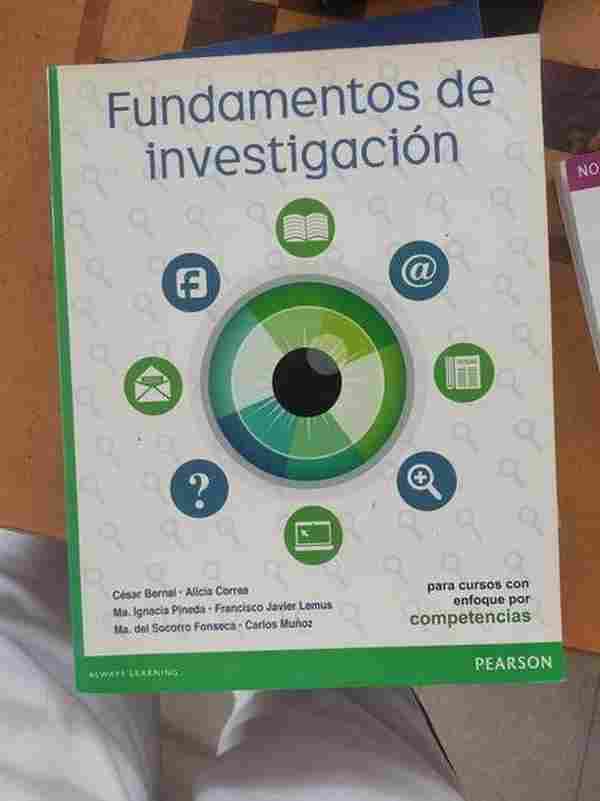 Fundamentos de
investigación
f
@
?
César Bernal · Alicia Correa
Ma. Ignacia Pineda · Francisco Javier Lemus
Ma. del Socorro Fonseca · Carlos Muñoz
para cursos con
enfoque por
competencias
ALWAYS LEARNING
PEARSON
NO